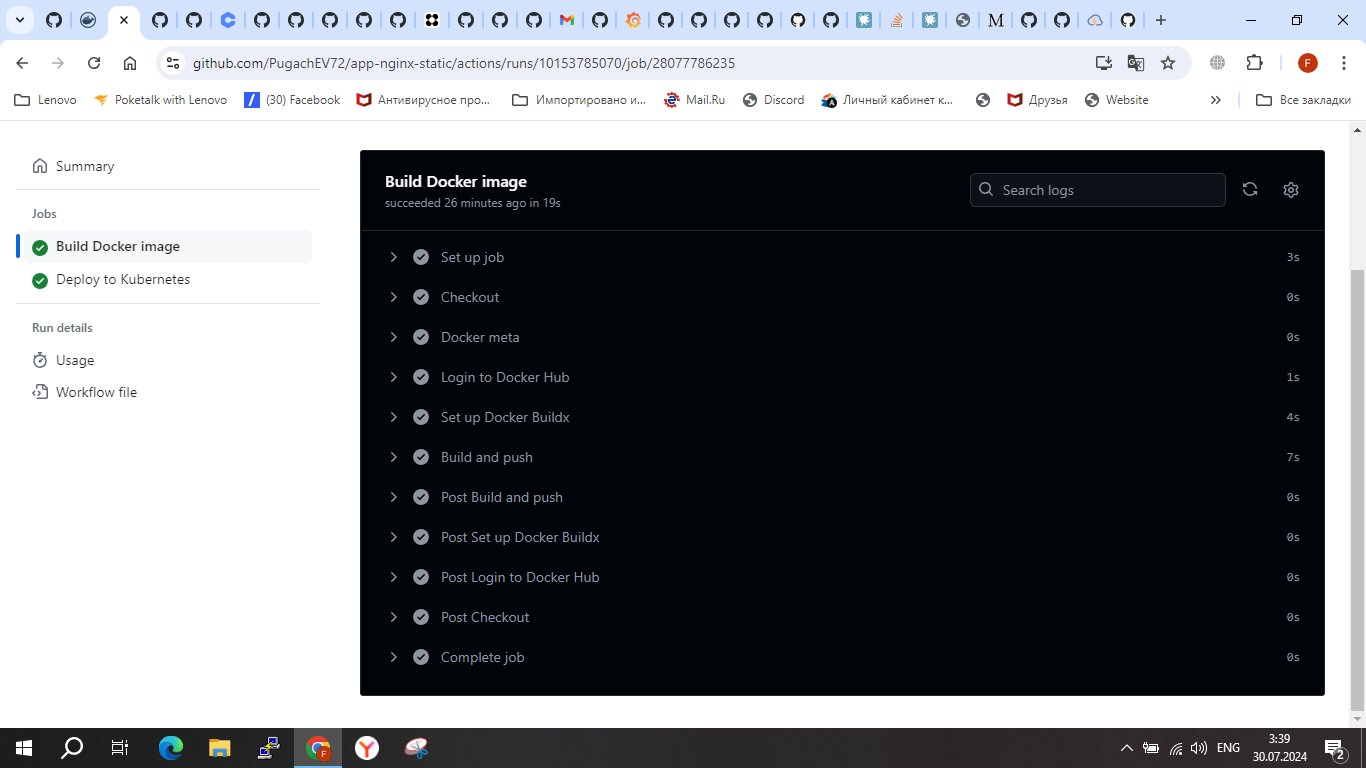 github.com/PugachEV72/app-nginx-static/actions/runs/10153785070/job/28077786235
F
Lenovo
Poketalk with Lenovo
(30) Facebook
Антивирусное про...
Импортировано и...
Mail.Ru
Discord
Личный кабинет к...
Друзья
Website
»
Все закладки
Summary
Jobs
Build Docker image
Deploy to Kubernetes
Run details
Usage
Workflow file
Build Docker image
succeeded 26 minutes ago in 19s
Search logs
Set up job 3s
Checkout 0s
Docker meta 0s
Login to Docker Hub 1s
Set up Docker Buildx 4s
Build and push 7s
Post Build and push 0s
Post Set up Docker Buildx 0s
Post Login to Docker Hub 0s
Post Checkout 0s
Complete job 0s
ENG
3:39
30.07.2024
2